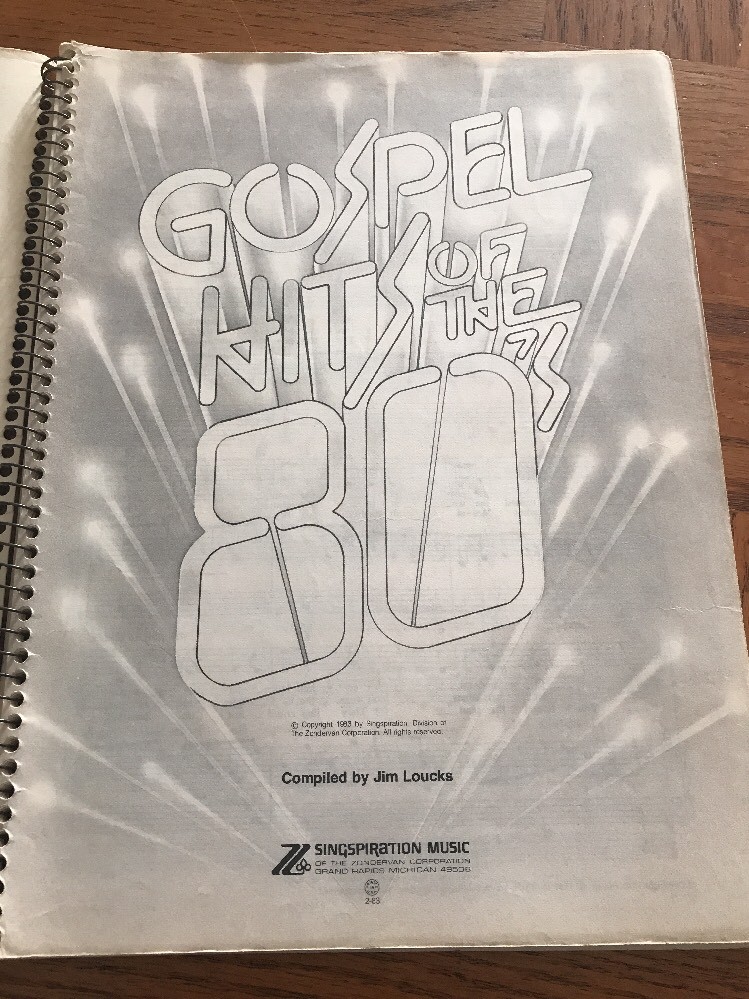 GOSPEL
HITS OF
THE
80'S
© Copyright 1983 by Singspiration, Division of
The Zondervan Corporation. All rights reserved.
Compiled by Jim Loucks
SINGSPIRATION MUSIC
OF THE ZONDERVAN CORPORATION
GRAND RAPIDS MICHIGAN 49506
2-83